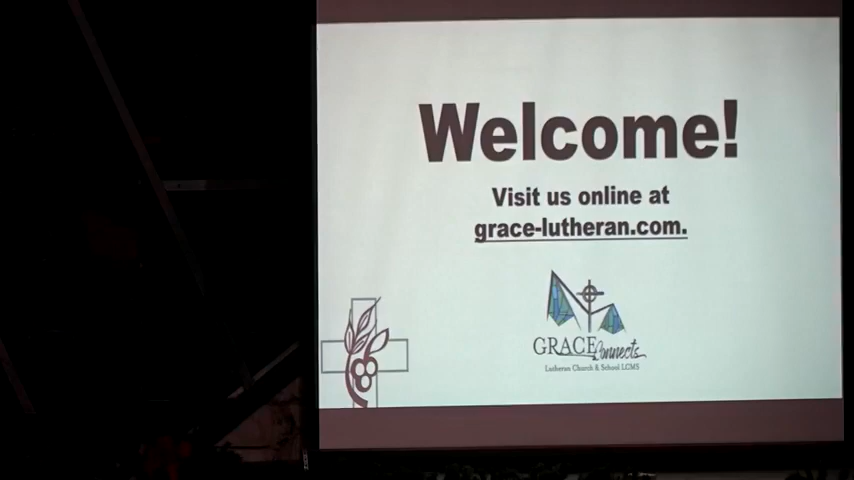 Welcome!
Visit us online at
grace-lutheran.com.
GRACE Connects
Lutheran Church & School LCMS